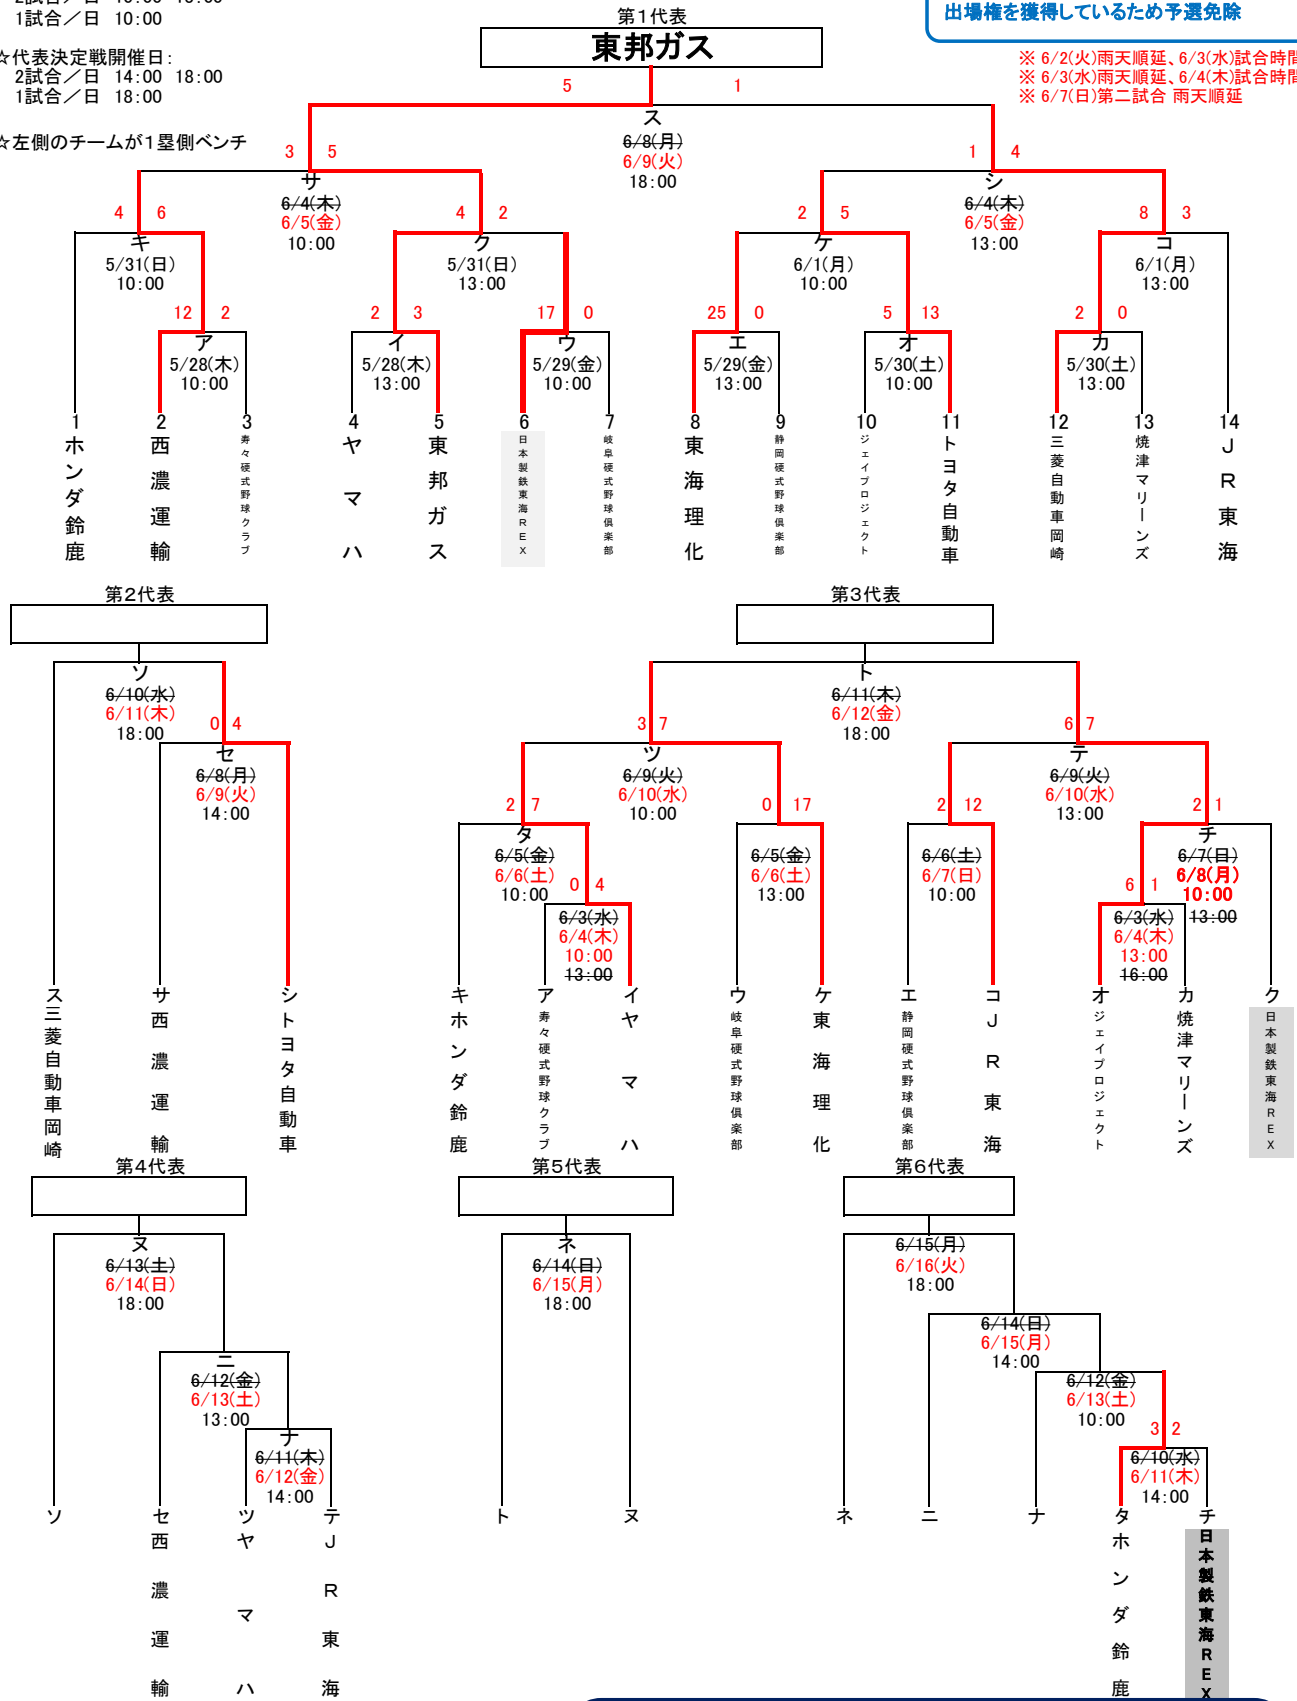 1試合／日 10:00
出場権を獲得しているため予選免除
☆代表決定戦開催日:
2試合／日 14:00 18:00
1試合／日 18:00
☆左側のチームが1塁側ベンチ
※ 6/2(火)雨天順延、6/3(水)試合時間
※ 6/3(水)雨天順延、6/4(木)試合時間
※ 6/7(日)第二試合 雨天順延
第1代表
東邦ガス
5 1
ス
6/8(月)
6/9(火)
18:00
3 5
サ
6/4(木)
6/5(金)
10:00
1 4
シ
6/4(木)
6/5(金)
13:00
4 6
キ
5/31(日)
10:00
4 2
ク
5/31(日)
13:00
2 5
ケ
6/1(月)
10:00
8 3
コ
6/1(月)
13:00
12 2
ア
5/28(木)
10:00
2 3
イ
5/28(木)
13:00
17 0
ウ
5/29(金)
10:00
25 0
エ
5/29(金)
13:00
5 13
オ
5/30(土)
10:00
2 0
カ
5/30(土)
13:00
1 ホンダ鈴鹿
2 西濃運輸
3 寿々硬式野球クラブ
4 ヤマハ
5 東邦ガス
6 日本製鉄東海REX
7 岐阜硬式野球倶楽部
8 東海理化
9 静岡硬式野球倶楽部
10 ジェイプロジェクト
11 トヨタ自動車
12 三菱自動車岡崎
13 焼津マリーンズ
14 JR東海
第2代表
ソ
6/10(水)
6/11(木)
18:00
0 4
セ
6/8(月)
6/9(火)
14:00
ス 三菱自動車岡崎
サ 西濃運輸
シ トヨタ自動車
第3代表
ト
6/11(木)
6/12(金)
18:00
3 7
ツ
6/9(火)
6/10(水)
10:00
6 7
テ
6/9(火)
6/10(水)
13:00
2 7
タ
6/5(金)
6/6(土)
10:00
0 4
6/3(水)
6/4(木)
10:00
13:00
0 17
6/5(金)
6/6(土)
13:00
2 12
6/6(土)
6/7(日)
10:00
2 1
チ
6/7(日)
6/8(月)
10:00
13:00
6 1
6/3(水)
6/4(木)
13:00
16:00
キ ホンダ鈴鹿
ア 寿々硬式野球クラブ
イ ヤマハ
ウ 岐阜硬式野球倶楽部
ケ 東海理化
エ 静岡硬式野球倶楽部
コ JR東海
オ ジェイプロジェクト
カ 焼津マリーンズ
ク 日本製鉄東海REX
第4代表
ヌ
6/13(土)
6/14(日)
18:00
ニ
6/12(金)
6/13(土)
13:00
ナ
6/11(木)
6/12(金)
14:00
ソ
セ 西濃運輸
ツ ヤマハ
テ JR東海
第5代表
ネ
6/14(日)
6/15(月)
18:00
ト
ヌ
第6代表
6/15(月)
6/16(火)
18:00
6/14(日)
6/15(月)
14:00
6/12(金)
6/13(土)
10:00
3 2
6/10(水)
6/11(木)
14:00
ネ
ニ
ナ
タ ホンダ鈴鹿
チ 日本製鉄東海REX